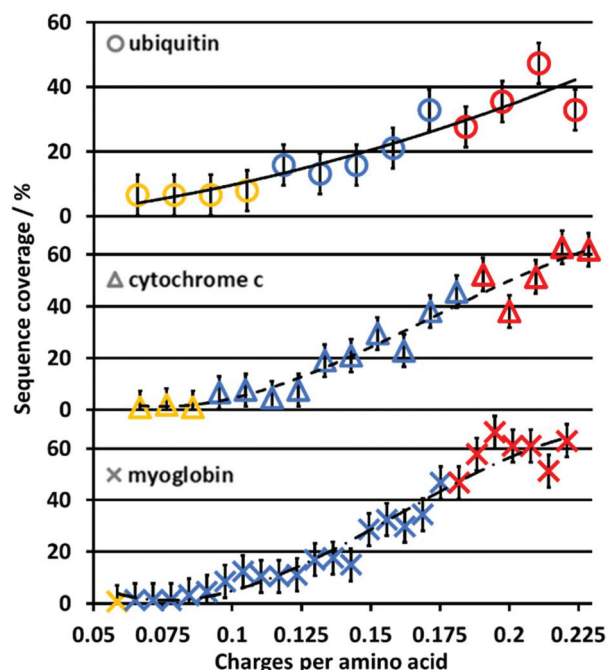 60
ubiquitin
40
20
0
Sequence coverage / %
60
cytochrome c
40
20
0
60
myoglobin
40
20
0
0.05 0.075 0.1 0.125 0.15 0.175 0.2 0.225
Charges per amino acid